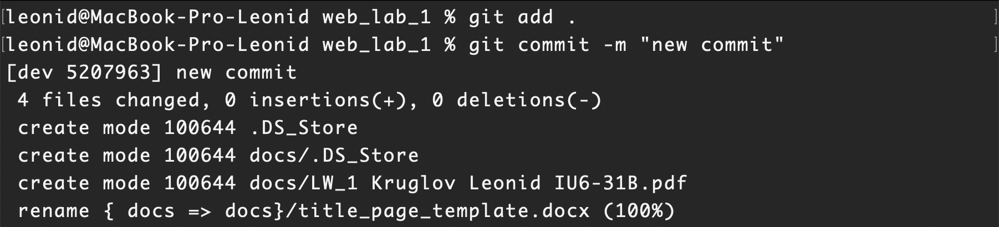 [leonid@MacBook-Pro-Leonid web_lab_1 % git add .]
[leonid@MacBook-Pro-Leonid web_lab_1 % git commit -m "new commit"]
[dev 5207963] new commit
 4 files changed, 0 insertions(+), 0 deletions(-)
 create mode 100644 .DS_Store
 create mode 100644 docs/.DS_Store
 create mode 100644 docs/LW_1 Kruglov Leonid IU6-31B.pdf
 rename { docs => docs}/title_page_template.docx (100%)